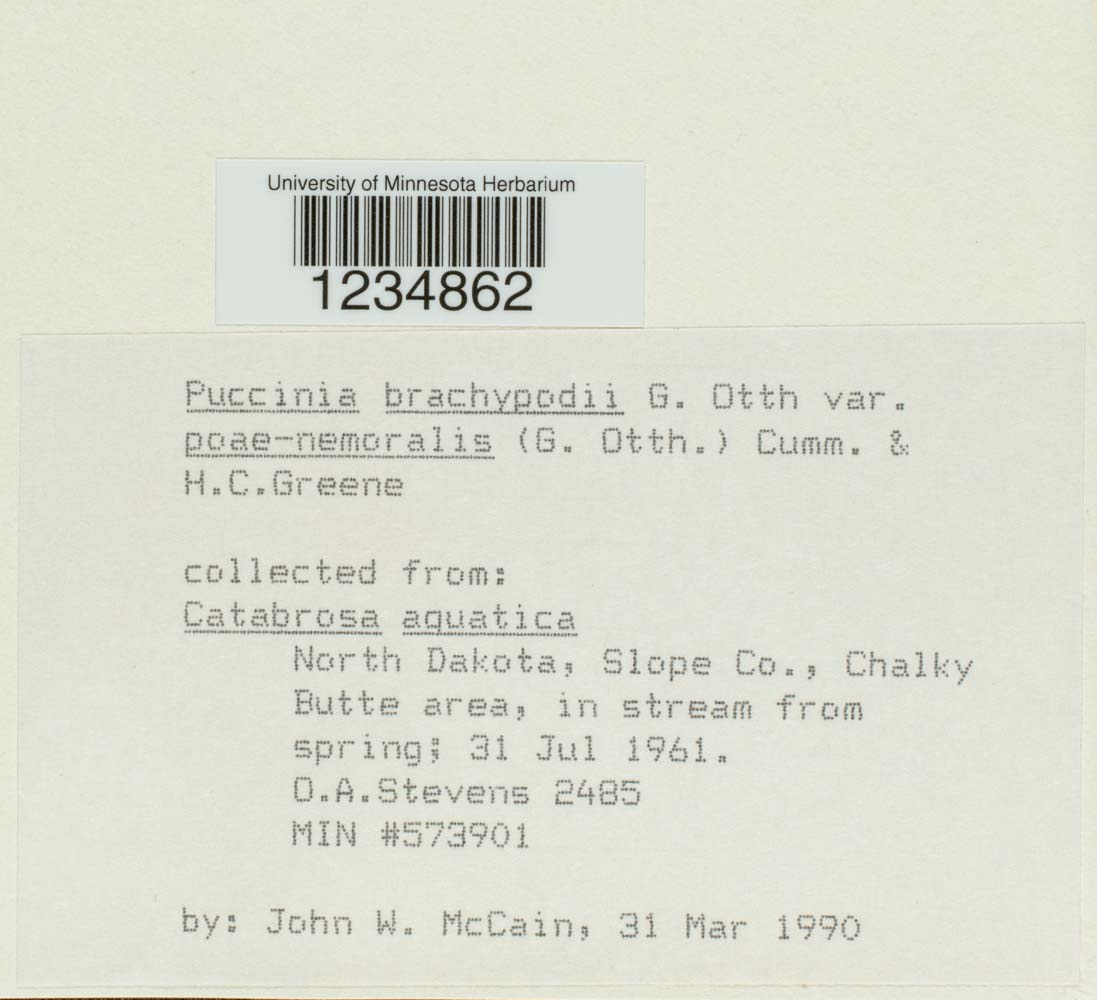 University of Minnesota Herbarium
1234862
Puccinia brachypodii G. Otth var.
poae-nemoralis (G. Otth.) Cumm. &
H.C.Greene
collected from:
Catabrosa aquatica
North Dakota, Slope Co., Chalky
Butte area, in stream from
spring; 31 Jul 1961.
O.A.Stevens 2485
MIN #573901
by: John W. McCain, 31 Mar 1990